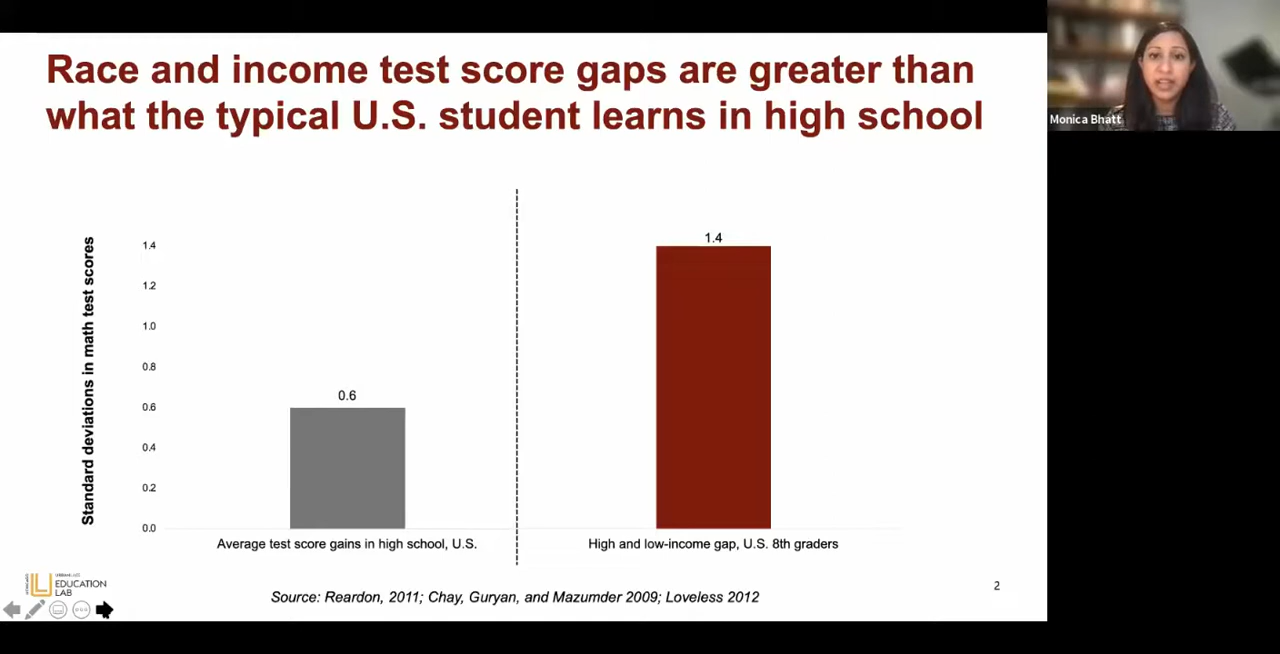 Race and income test score gaps are greater than
what the typical U.S. student learns in high school
Monica Bhatt
Standard deviations in math test scores
1.4
1.2
1.0
0.8
0.6
0.4
0.2
0.0
0.6
1.4
Average test score gains in high school, U.S.
High and low-income gap, U.S. 8th graders
EDUCATION
LAB
Source: Reardon, 2011; Chay, Guryan, and Mazumder 2009; Loveless 2012
2